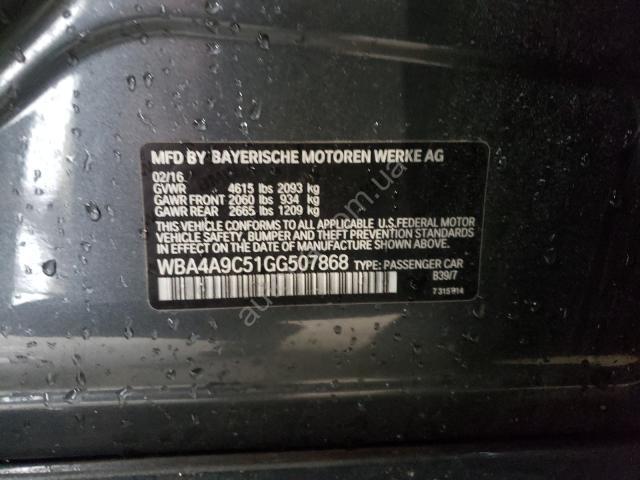 MFD BY BAYERISCHE MOTOREN WERKE AG
02/16
GVWR 4615 lbs 2093 kg
GAWR FRONT 2060 lbs 934 kg
GAWR REAR 2665 lbs 1209 kg
THIS VEHICLE CONFORMS TO ALL APPLICABLE U.S.FEDERAL MOTOR
VEHICLE SAFETY, BUMPER AND THEFT PREVENTION STANDARDS
IN EFFECT ON THE DATE OF MANUFACTURE SHOWN ABOVE.
WBA4A9C51GG507868 TYPE: PASSENGER CAR
B39/7